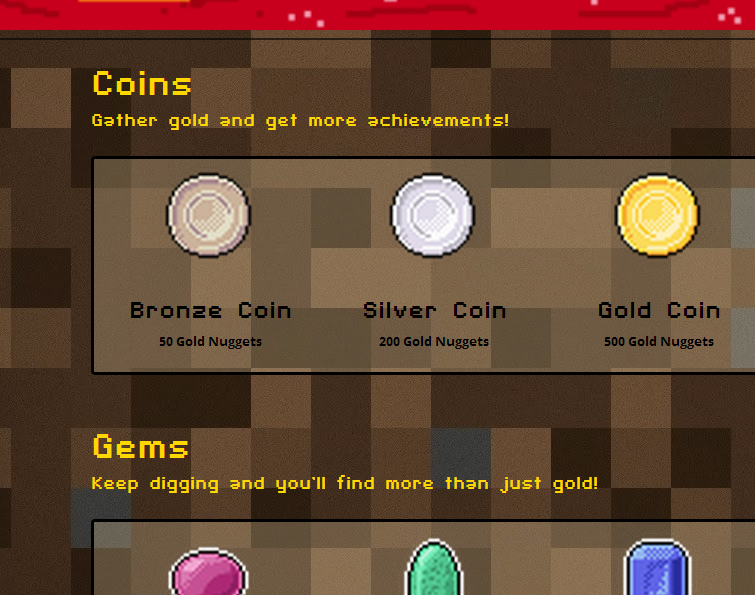 Coins
Gather gold and get more achievements!
Bronze Coin
Silver Coin
Gold Coin
50 Gold Nuggets
200 Gold Nuggets
500 Gold Nuggets
Gems
Keep digging and you'll find more than just gold!